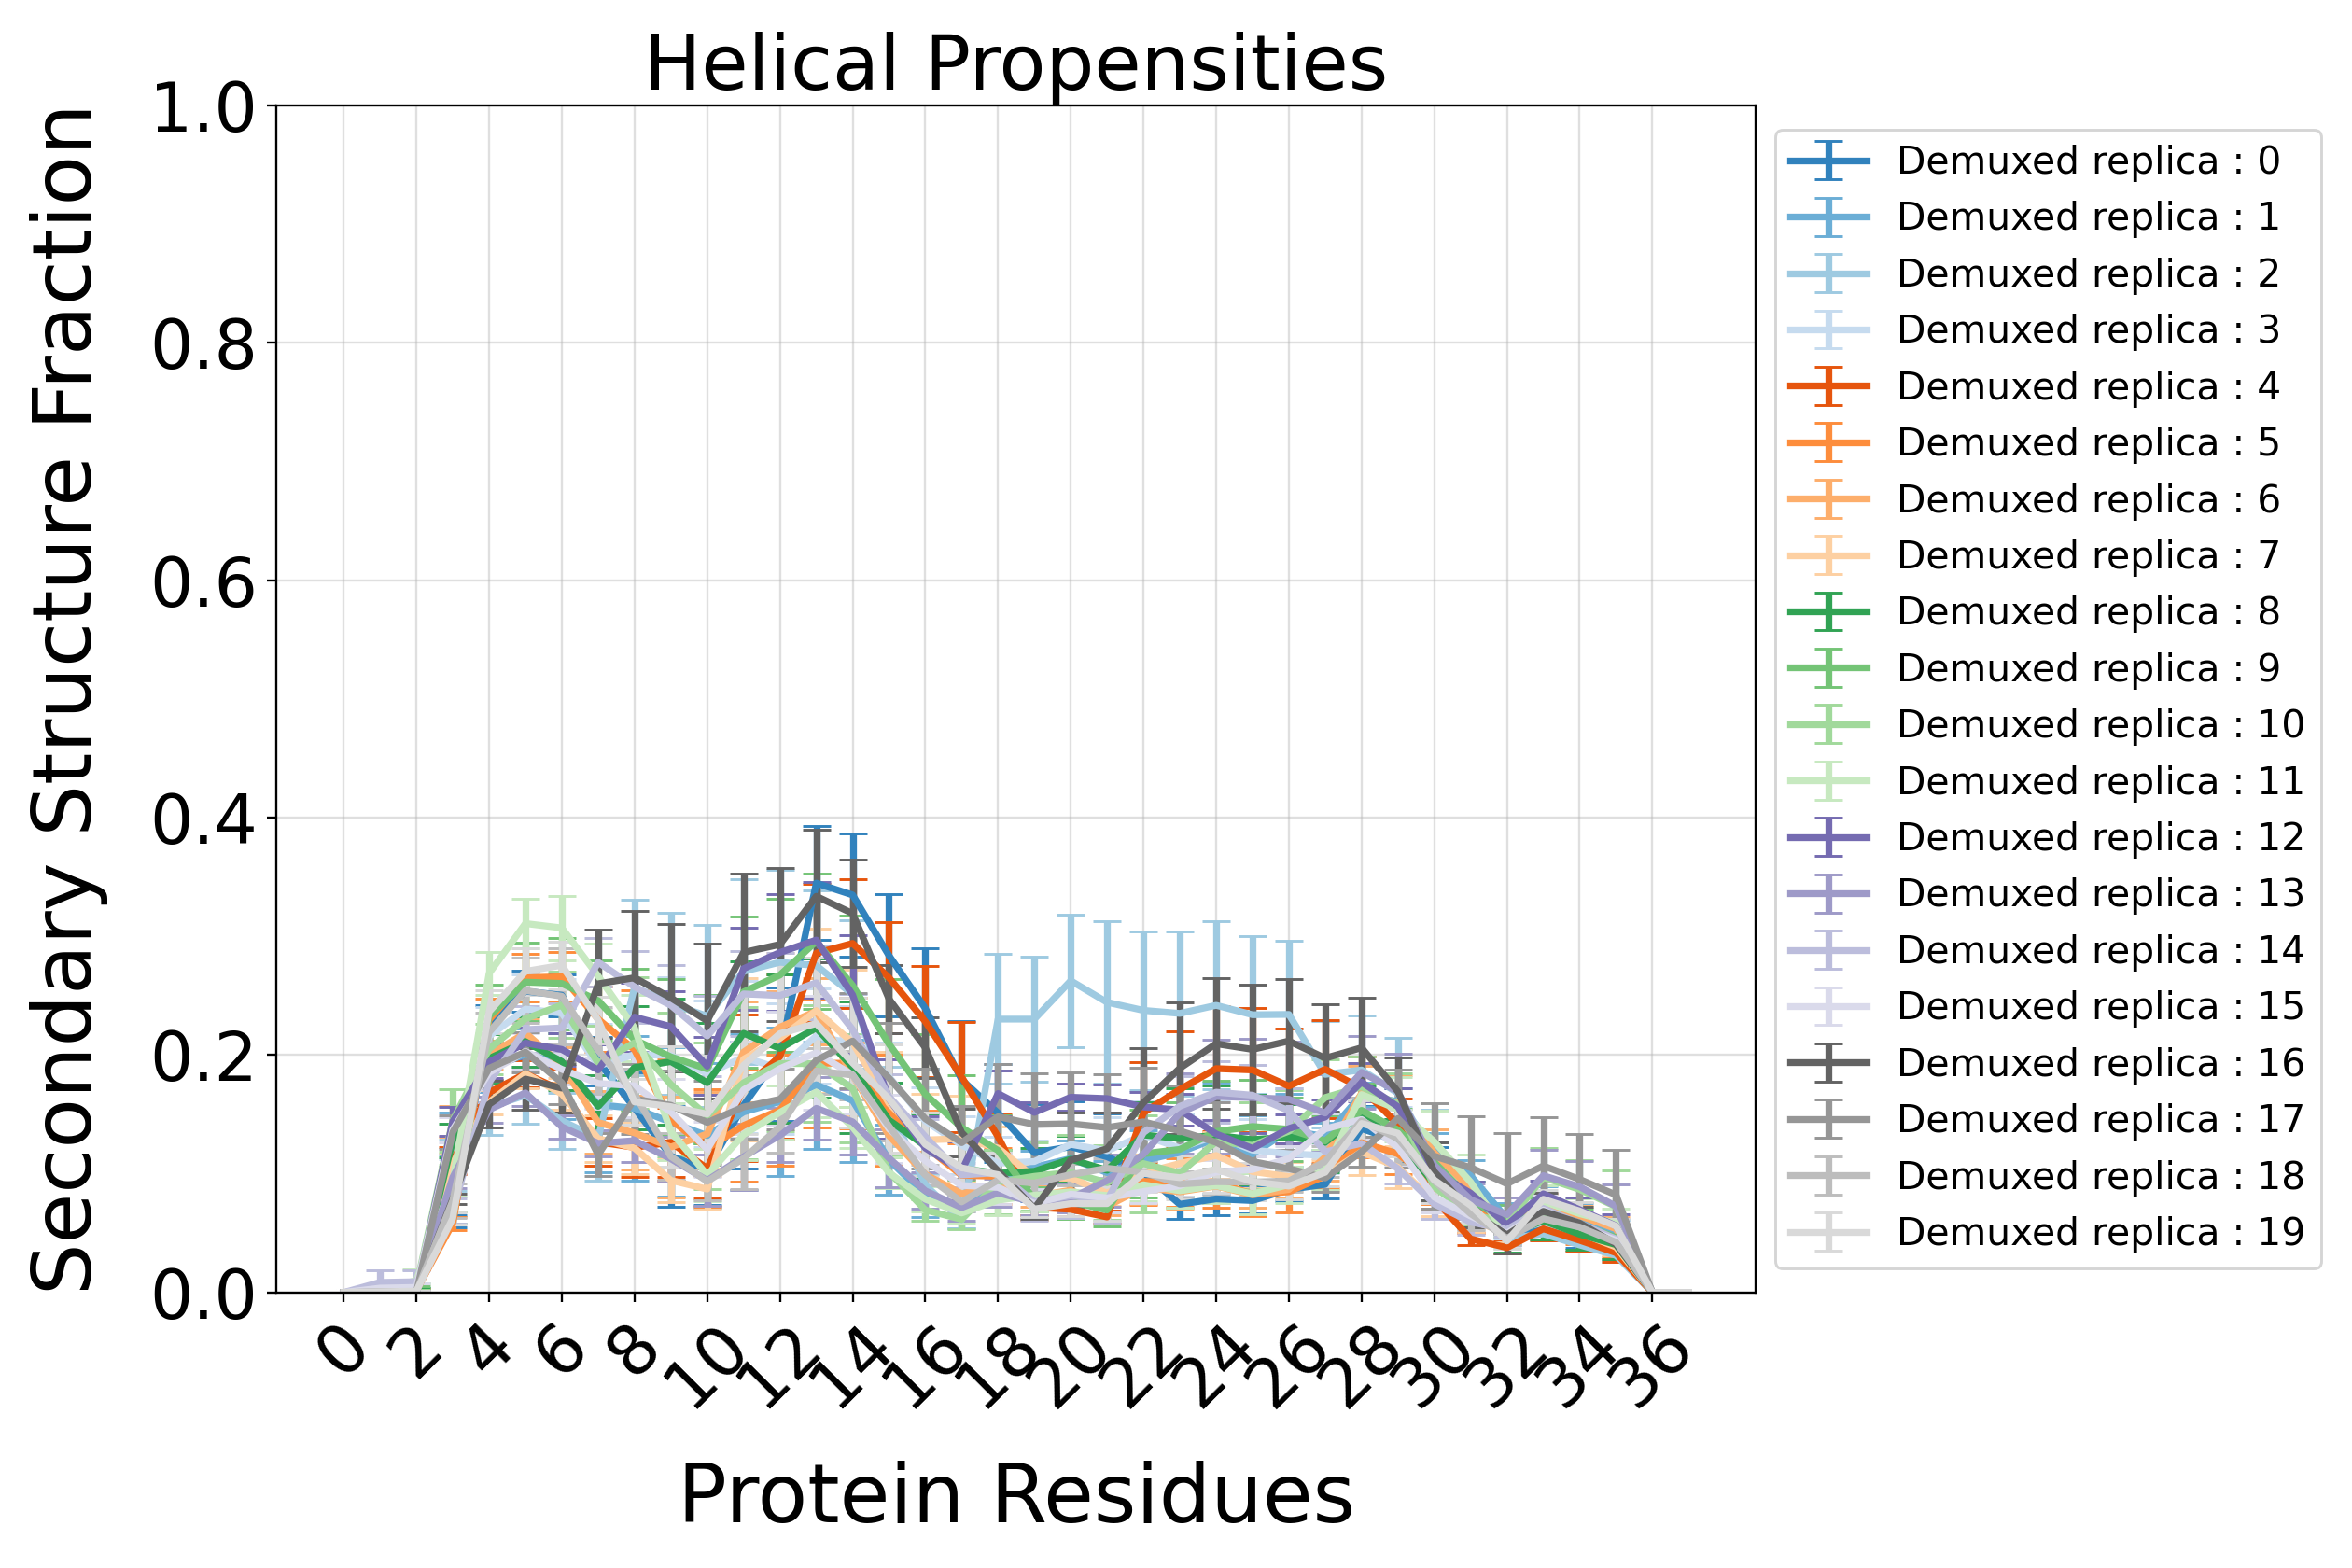 Helical Propensities
Secondary Structure Fraction
1.0
0.8
0.6
0.4
0.2
0.0
0 2 4 6 8 10 12 14 16 18 20 22 24 26 28 30 32 34 36
Protein Residues
Demuxed replica : 0
Demuxed replica : 1
Demuxed replica : 2
Demuxed replica : 3
Demuxed replica : 4
Demuxed replica : 5
Demuxed replica : 6
Demuxed replica : 7
Demuxed replica : 8
Demuxed replica : 9
Demuxed replica : 10
Demuxed replica : 11
Demuxed replica : 12
Demuxed replica : 13
Demuxed replica : 14
Demuxed replica : 15
Demuxed replica : 16
Demuxed replica : 17
Demuxed replica : 18
Demuxed replica : 19